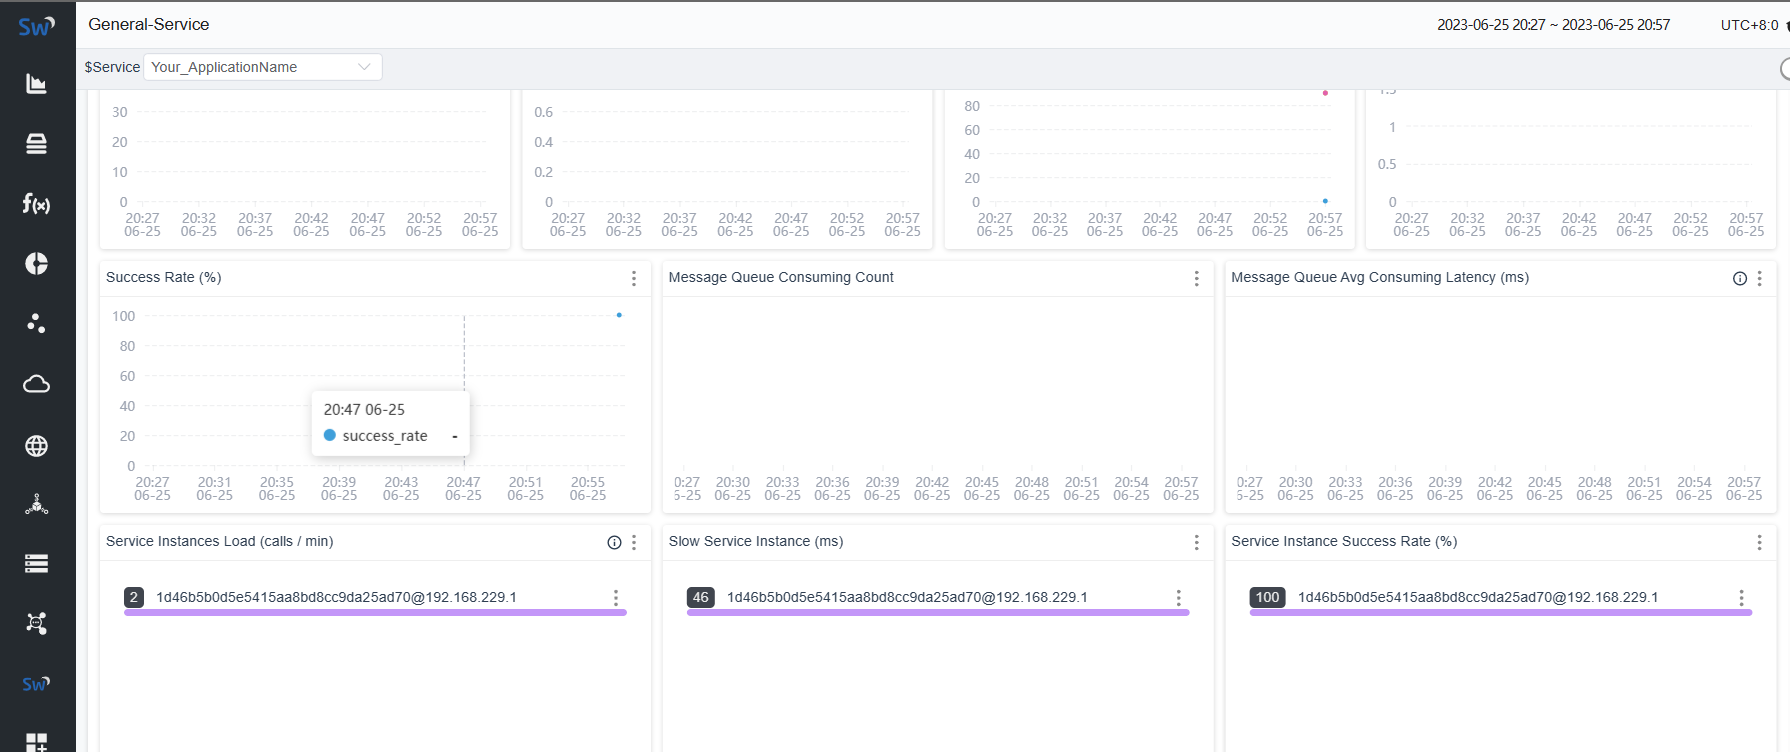 Sw
General-Service
2023-06-25 20:27 ~ 2023-06-25 20:57
UTC+8:0
$Service
Your_ApplicationName
30
20
10
0
20:27 20:32 20:37 20:42 20:47 20:52 20:57
06-25 06-25 06-25 06-25 06-25 06-25 06-25
0.6
0.4
0.2
0
20:27 20:32 20:37 20:42 20:47 20:52 20:57
06-25 06-25 06-25 06-25 06-25 06-25 06-25
80
60
40
20
0
20:27 20:32 20:37 20:42 20:47 20:52 20:57
06-25 06-25 06-25 06-25 06-25 06-25 06-25
1.5
1
0.5
0
20:27 20:32 20:37 20:42 20:47 20:52 20:57
06-25 06-25 06-25 06-25 06-25 06-25 06-25
f(x)
Success Rate (%)
100
80
60
40
20
0
20:47 06-25
success_rate -
20:27 20:31 20:35 20:39 20:43 20:47 20:51 20:55
06-25 06-25 06-25 06-25 06-25 06-25 06-25 06-25
Message Queue Consuming Count
0:27 20:30 20:33 20:36 20:39 20:42 20:45 20:48 20:51 20:54 20:57
5-25 06-25 06-25 06-25 06-25 06-25 06-25 06-25 06-25 06-25 06-25
Message Queue Avg Consuming Latency (ms)
0:27 20:30 20:33 20:36 20:39 20:42 20:45 20:48 20:51 20:54 20:57
5-25 06-25 06-25 06-25 06-25 06-25 06-25 06-25 06-25 06-25 06-25
Service Instances Load (calls / min)
2 1d46b5b0d5e5415aa8bd8cc9da25ad70@192.168.229.1
Slow Service Instance (ms)
46 1d46b5b0d5e5415aa8bd8cc9da25ad70@192.168.229.1
Service Instance Success Rate (%)
100 1d46b5b0d5e5415aa8bd8cc9da25ad70@192.168.229.1
Sw